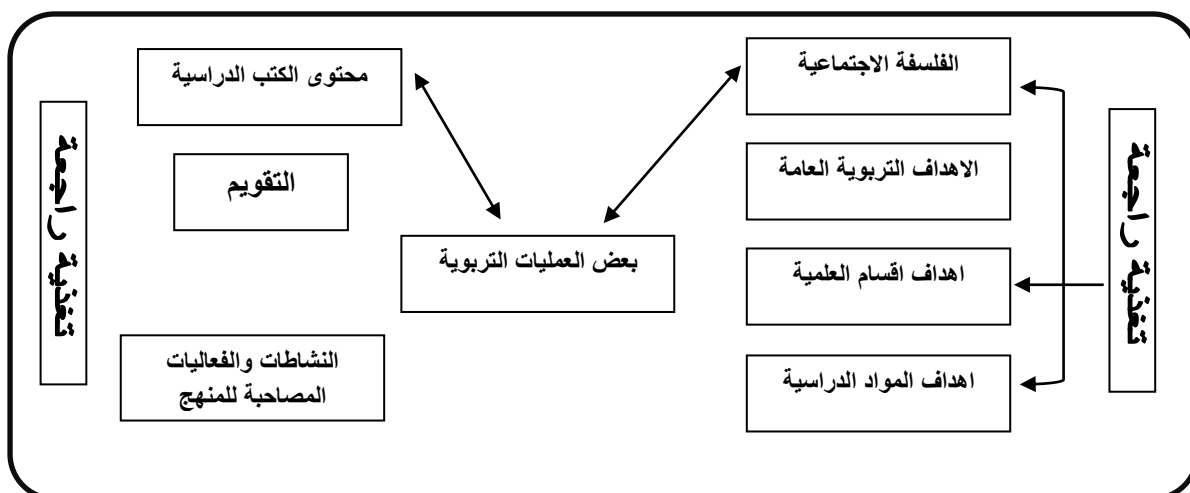 تغذية راجعة
الفلسفة الاجتماعية
الاهداف التربوية العامة
اهداف اقسام العلمية
اهداف المواد الدراسية
بعض العمليات التربوية
محتوى الكتب الدراسية
التقويم
النشاطات والفعاليات
المصاحبة للمنهج
تغذية راجعة